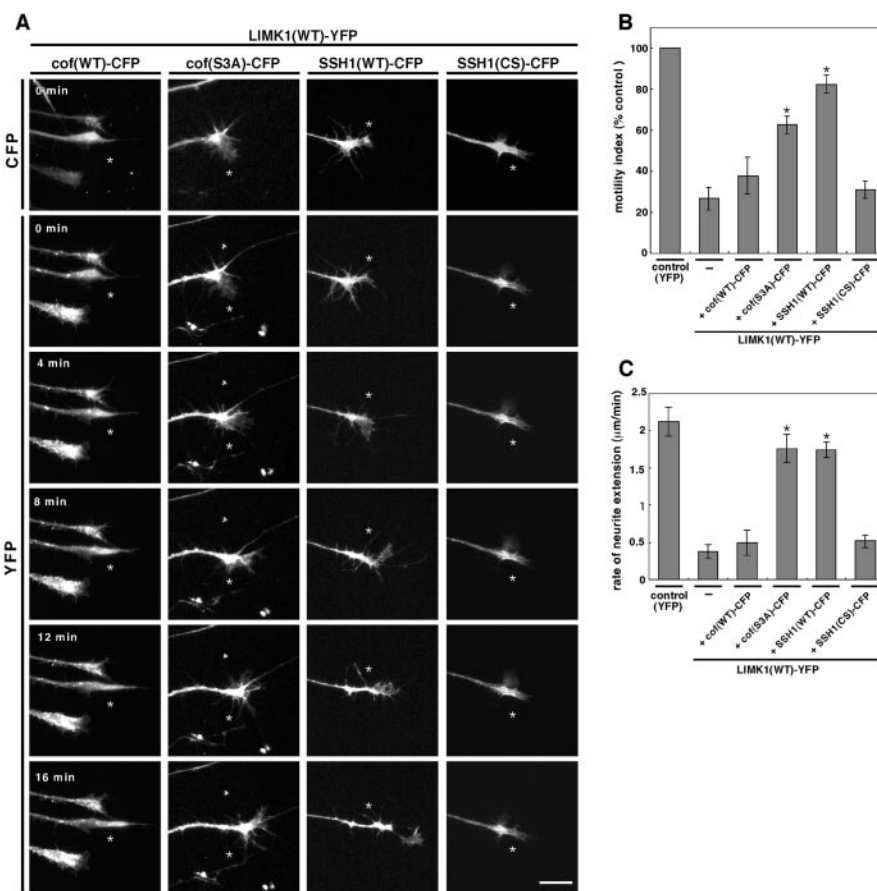 A
LIMK1(WT)-YFP
cof(WT)-CFP cof(S3A)-CFP SSH1(WT)-CFP SSH1(CS)-CFP
CFP
0 min
*
*
*
*
YFP
0 min
*
*
*
*
4 min
*
*
*
*
8 min
*
*
*
*
12 min
*
*
*
*
16 min
*
*
*
*
B
motility index (% control)
100
80
60
40
20
0
*
*
control
(YFP)
–
+ cof(WT)-CFP
+ cof(S3A)-CFP
+ SSH1(WT)-CFP
+ SSH1(CS)-CFP
LIMK1(WT)-YFP
C
rate of neurite extension (μm/min)
2.5
2
1.5
1
0.5
0
*
*
control
(YFP)
–
+ cof(WT)-CFP
+ cof(S3A)-CFP
+ SSH1(WT)-CFP
+ SSH1(CS)-CFP
LIMK1(WT)-YFP